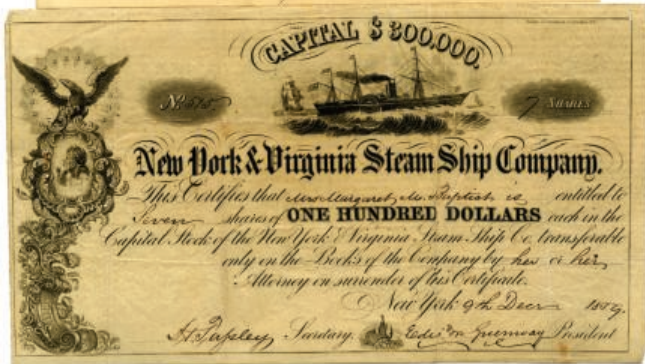 CAPITAL $300,000.
No. 515
7 SHARES
New York & Virginia Steam Ship Company.
This Certifies that Mrs Margaret M. Baptist is entitled to
Seven shares of ONE HUNDRED DOLLARS each in the
Capital Stock of the New York & Virginia Steam Ship Co. transferable
only on the Books of the Company by her or her
Attorney on surrender of this Certificate.
New York 9th Decr 1859.
Secretary. President